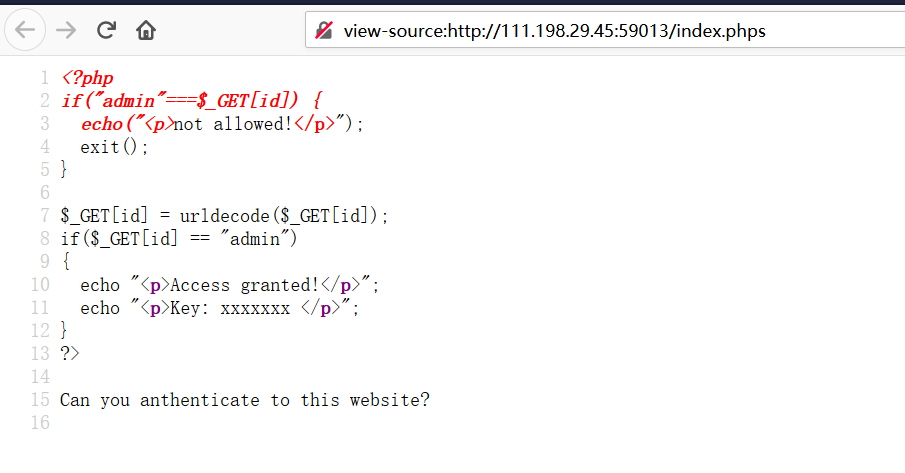 view-source:http://111.198.29.45:59013/index.phps
1 <?php
2 if("admin"===$_GET[id]) {
3   echo("<p>not allowed!</p>");
4   exit();
5 }
6
7 $_GET[id] = urldecode($_GET[id]);
8 if($_GET[id] == "admin")
9 {
10   echo "<p>Access granted!</p>";
11   echo "<p>Key: xxxxxxx </p>";
12 }
13 ?>
14
15 Can you anthenticate to this website?
16